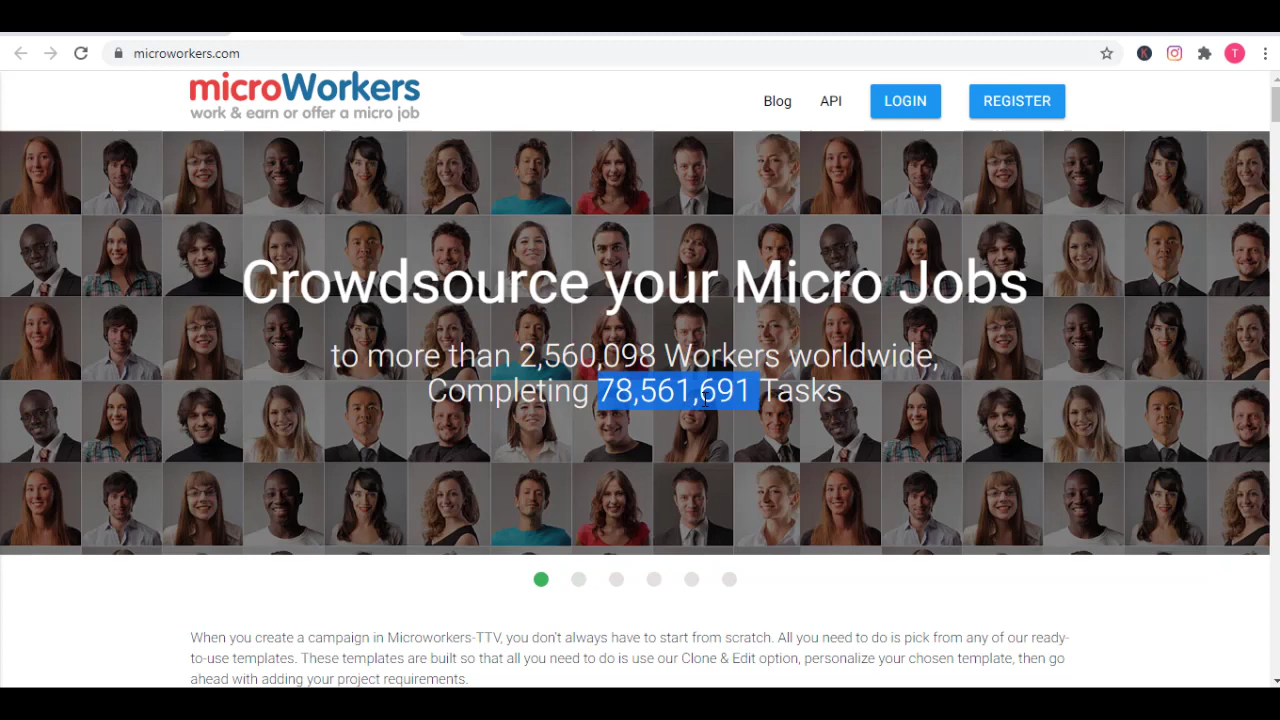 microworkers.com
K
T
microWorkers
work & earn or offer a micro job
Blog
API
LOGIN
REGISTER
Crowdsource your Micro Jobs
to more than 2,560,098 Workers worldwide,
Completing 78,561,691 Tasks
When you create a campaign in Microworkers-TTV, you don't always have to start from scratch. All you need to do is pick from any of our ready-
to-use templates. These templates are built so that all you need to do is use our Clone & Edit option, personalize your chosen template, then go
ahead with adding your project requirements.